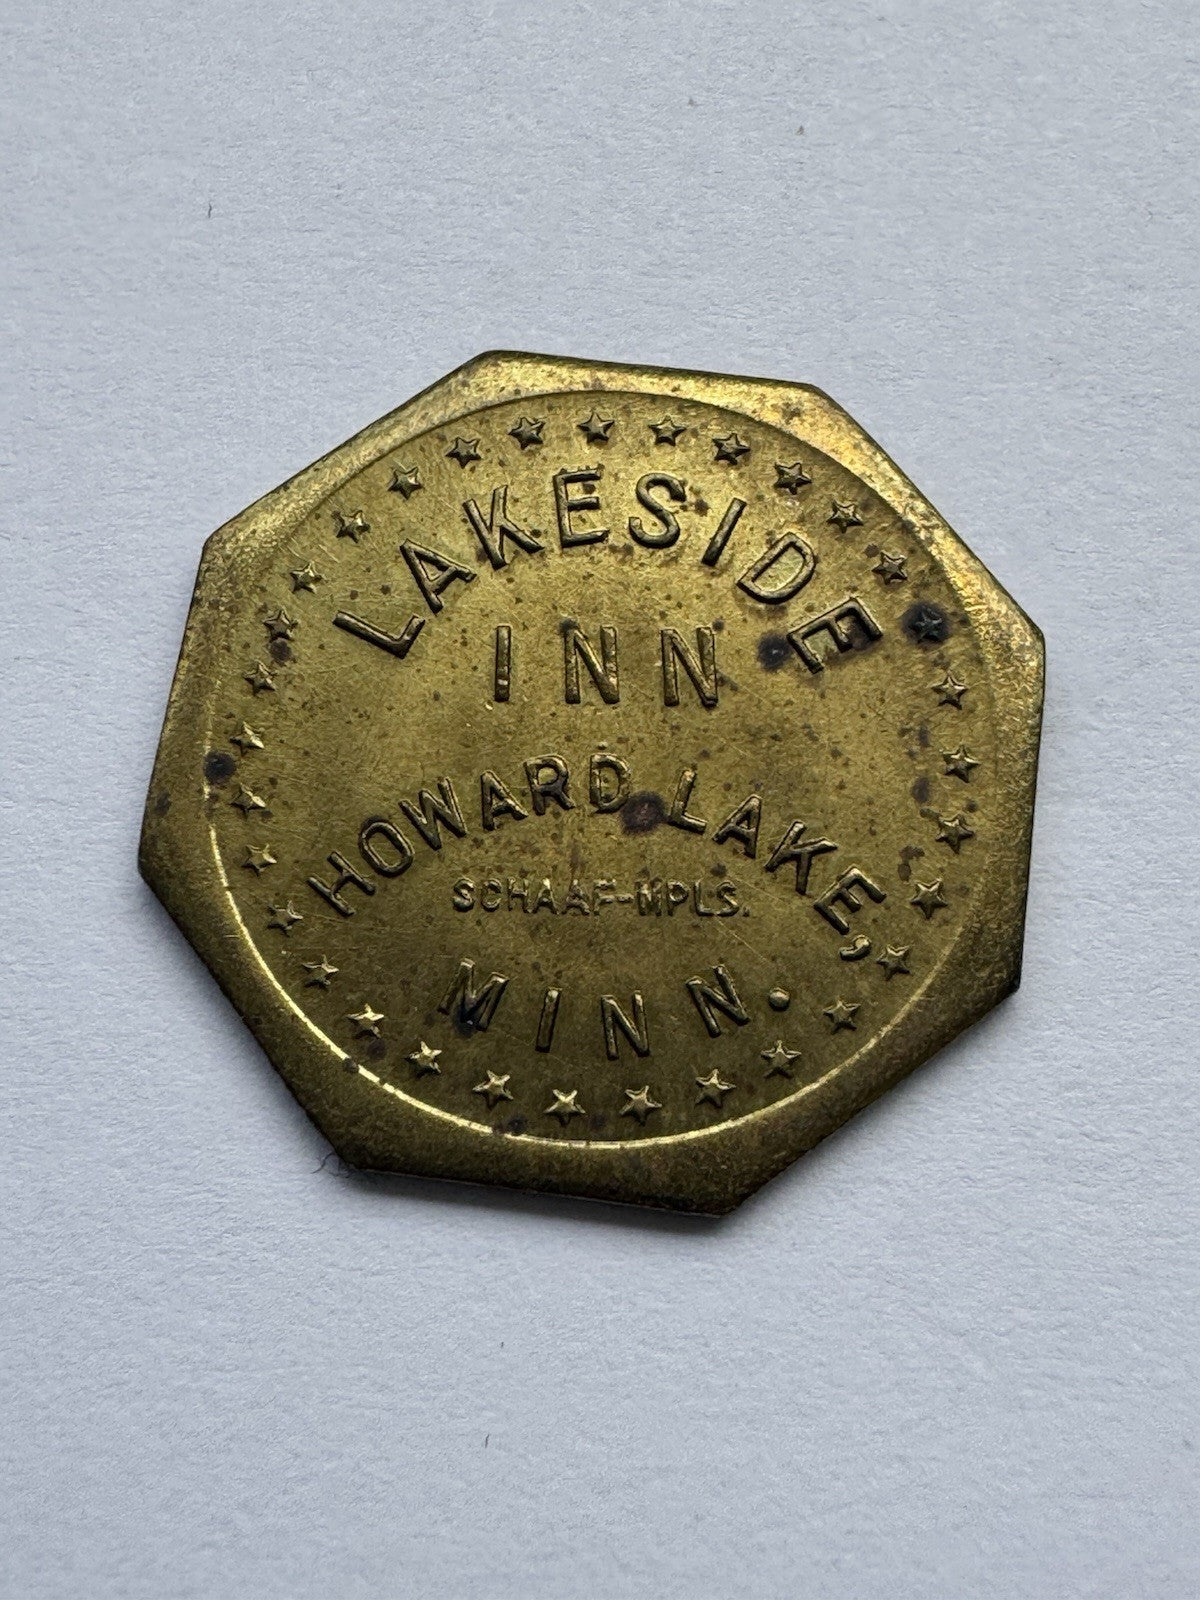 LAKESIDE
INN
HOWARD LAKE,
SCHAAF-MPLS.
MINN.